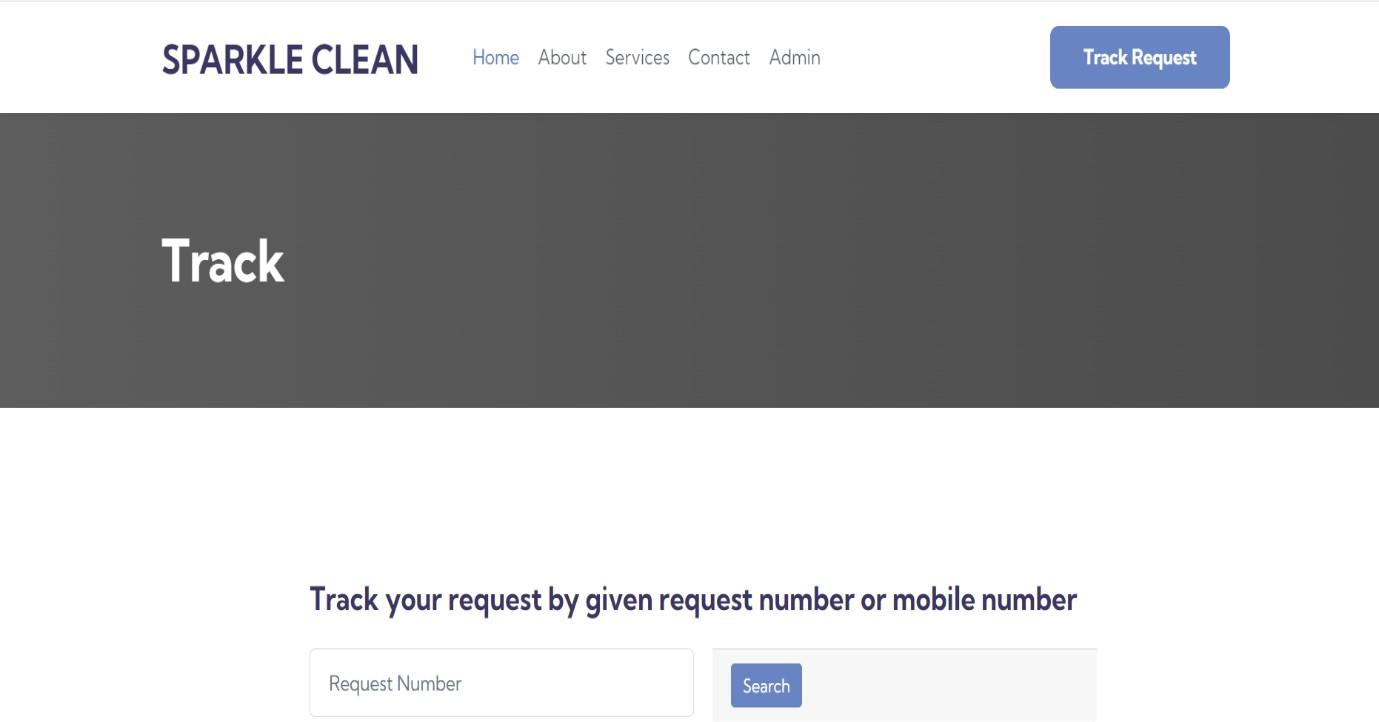 SPARKLE CLEAN Home About Services Contact Admin Track Request
Track
Track your request by given request number or mobile number
Request Number Search